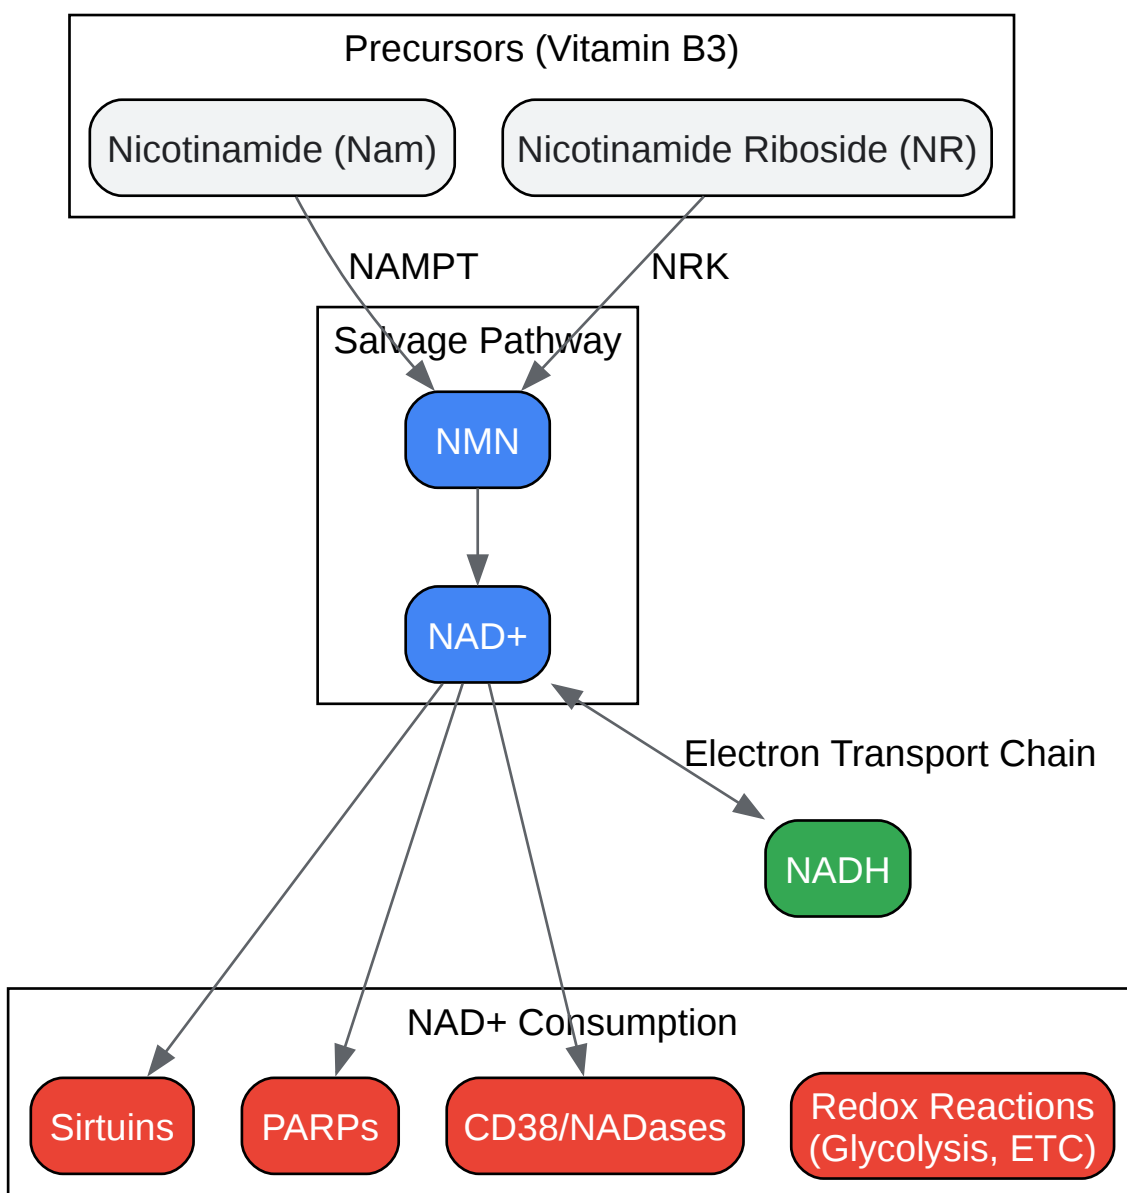 Precursors (Vitamin B3)
Nicotinamide (Nam)
Nicotinamide Riboside (NR)
NAMPT
NRK
Salvage Pathway
NMN
NAD+
Electron Transport Chain
NADH
NAD+ Consumption
Sirtuins
PARPs
CD38/NADases
Redox Reactions
(Glycolysis, ETC)